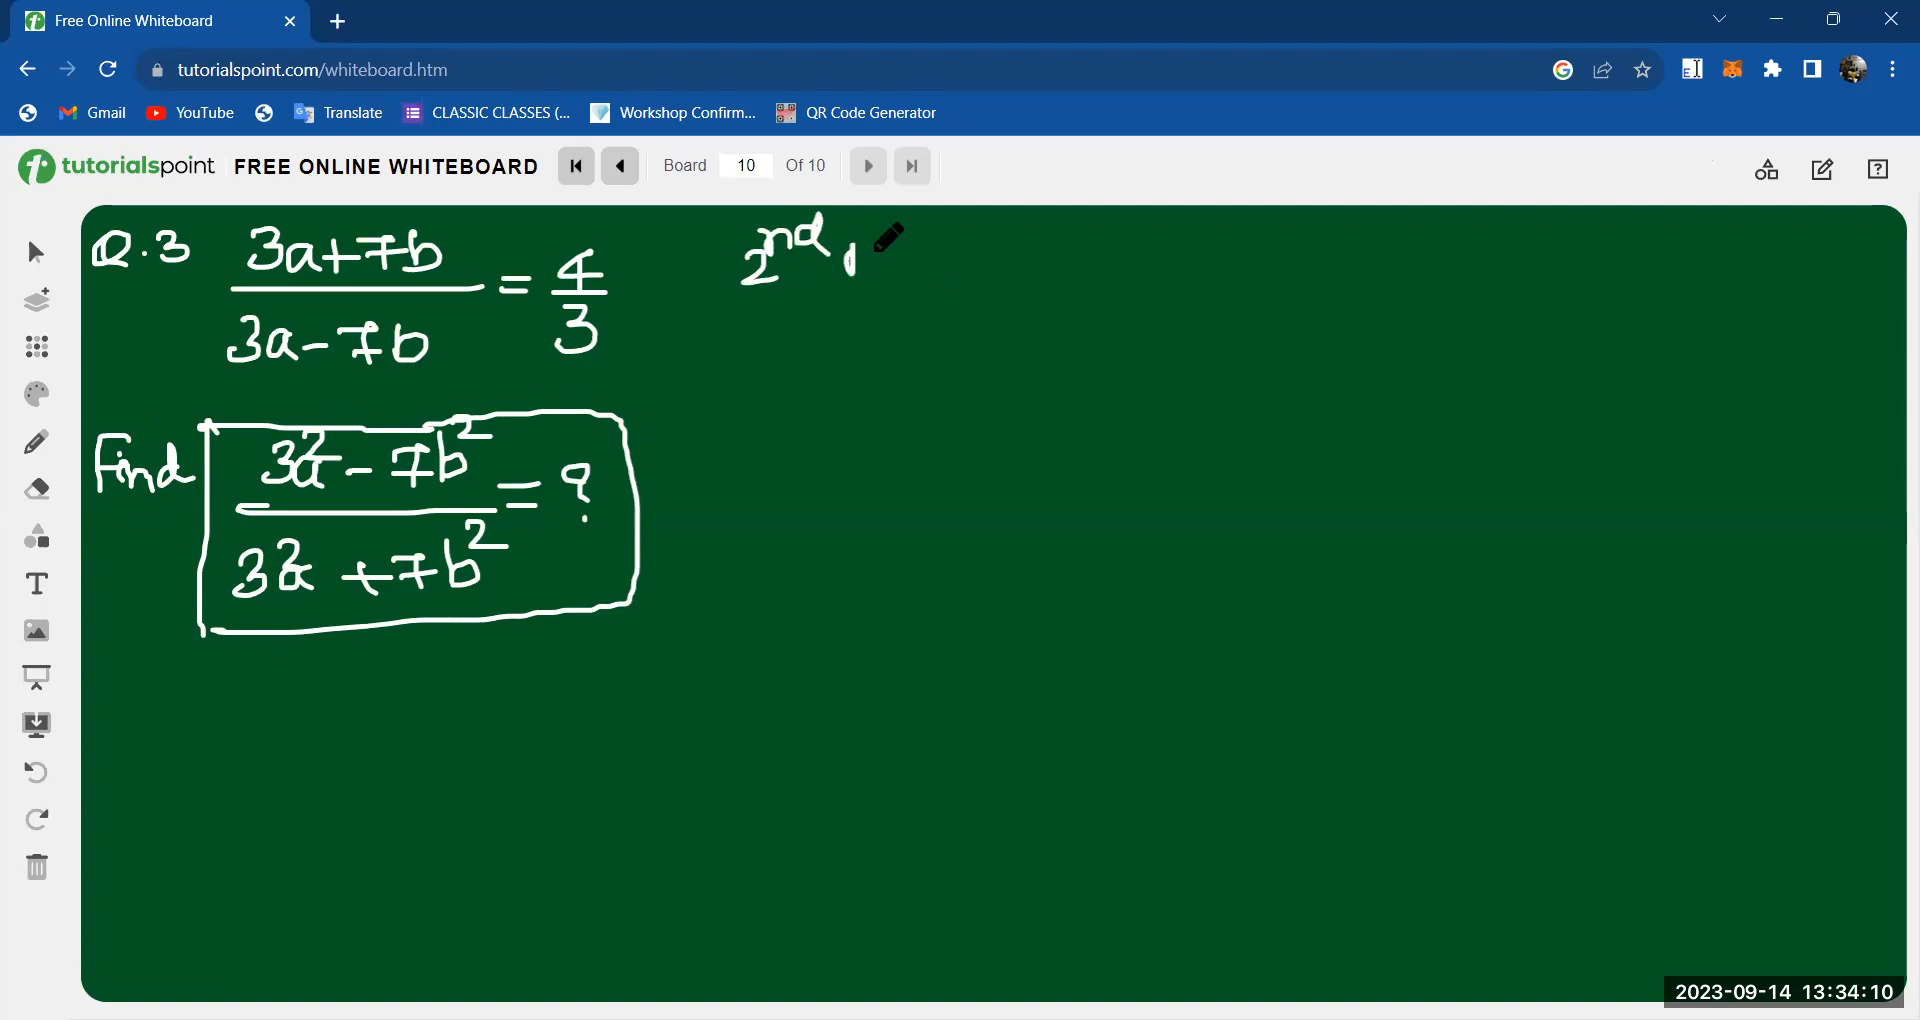 Free Online Whiteboard
tutorialspoint.com/whiteboard.htm
Gmail YouTube Translate CLASSIC CLASSES (... Workshop Confirm... QR Code Generator
tutorialspoint FREE ONLINE WHITEBOARD Board 10 Of 10
Q.3 3a+7b / 3a-7b = 4/3
2nd
Find 3a²-7b² / 3a²+7b² = ?
2023-09-14 13:34:10